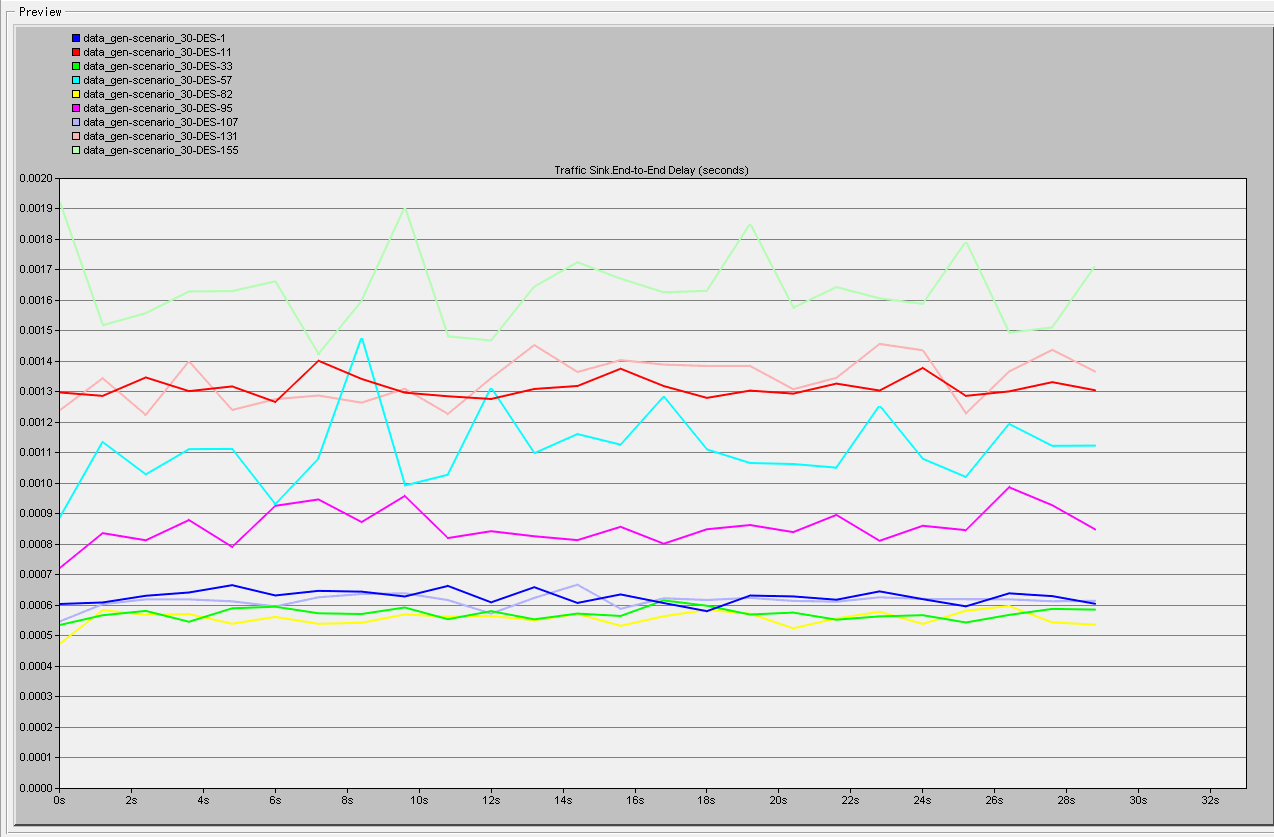 Preview
data_gen-scenario_30-DES-1
data_gen-scenario_30-DES-11
data_gen-scenario_30-DES-33
data_gen-scenario_30-DES-57
data_gen-scenario_30-DES-82
data_gen-scenario_30-DES-95
data_gen-scenario_30-DES-107
data_gen-scenario_30-DES-131
data_gen-scenario_30-DES-155
Traffic Sink.End-to-End Delay (seconds)
0.0020
0.0019
0.0018
0.0017
0.0016
0.0015
0.0014
0.0013
0.0012
0.0011
0.0010
0.0009
0.0008
0.0007
0.0006
0.0005
0.0004
0.0003
0.0002
0.0001
0.0000
0s 2s 4s 6s 8s 10s 12s 14s 16s 18s 20s 22s 24s 26s 28s 30s 32s